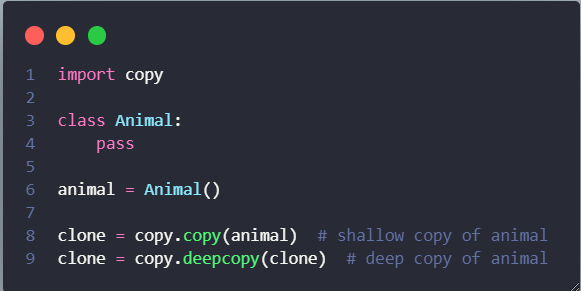 1 import copy
2
3 class Animal:
4     pass
5
6 animal = Animal()
7
8 clone = copy.copy(animal)  # shallow copy of animal
9 clone = copy.deepcopy(clone)  # deep copy of animal